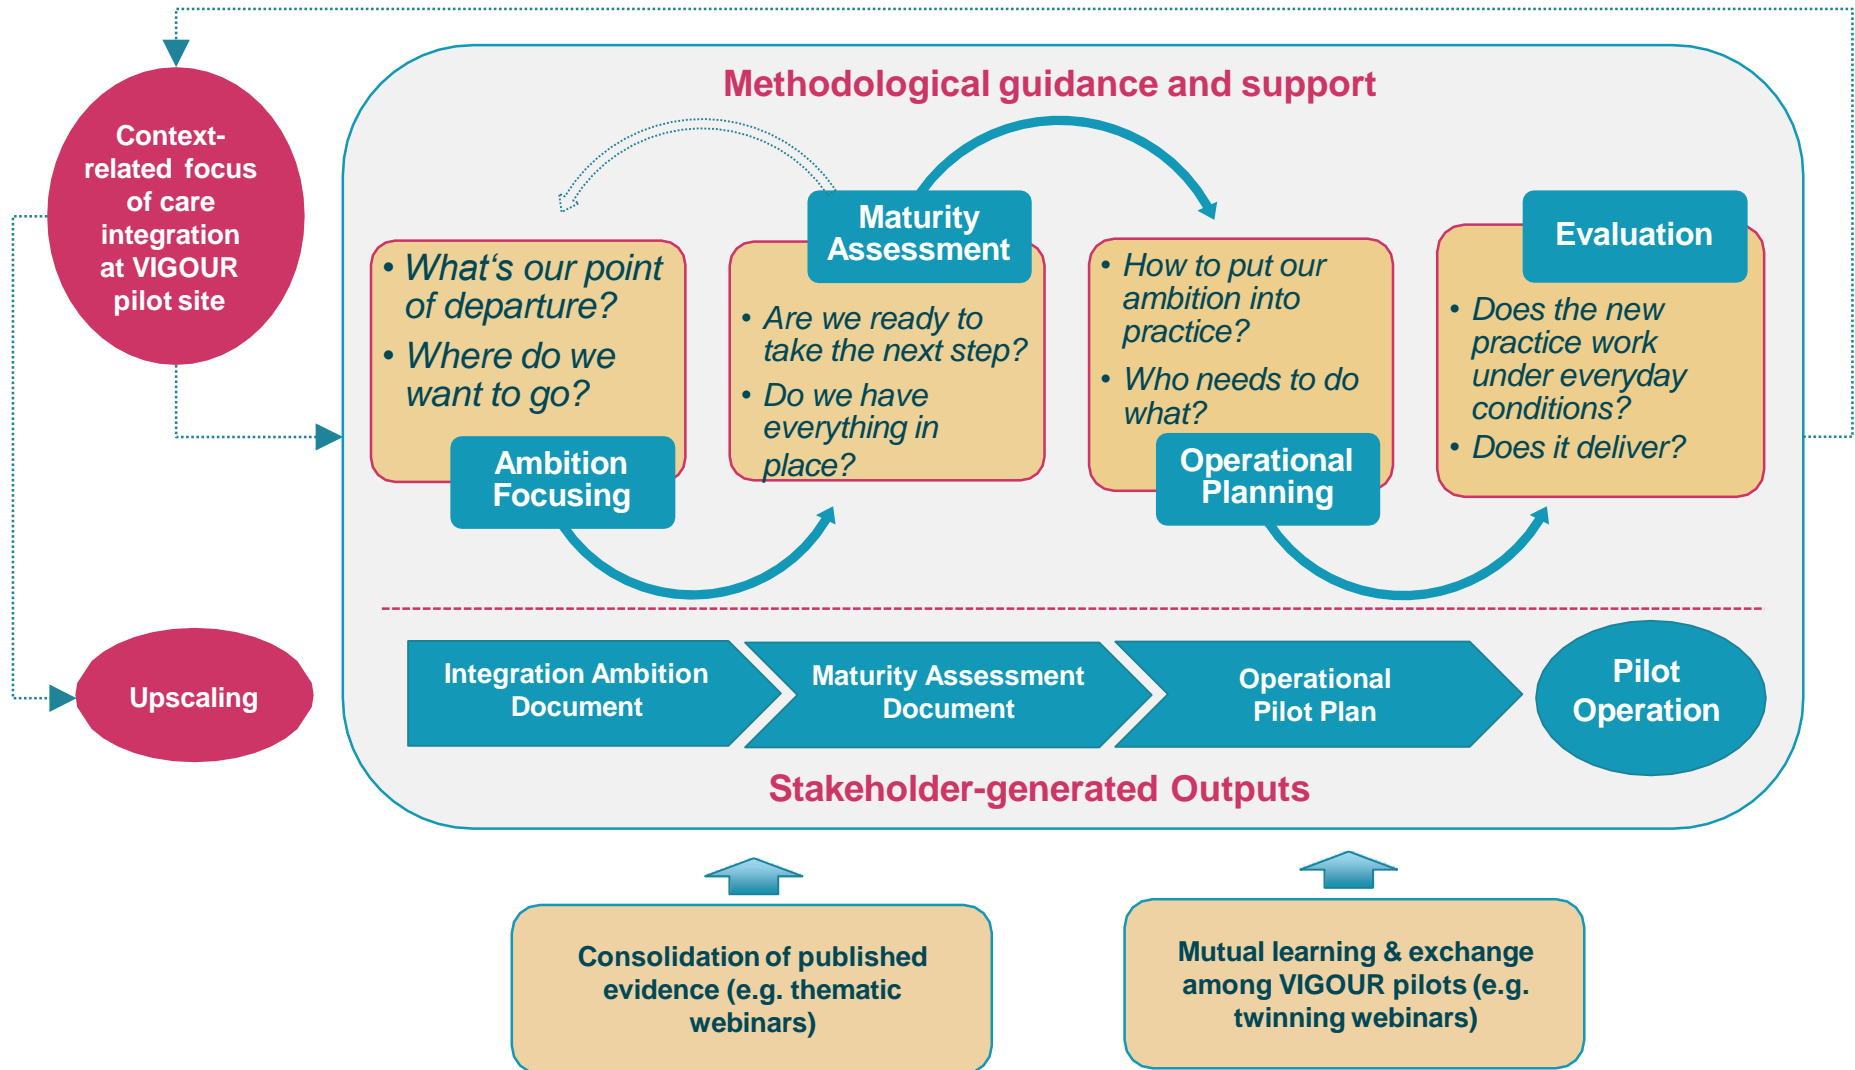 Methodological guidance and support
Context-
related focus
of care
integration
at VIGOUR
pilot site
• What‘s our point
of departure?
• Where do we
want to go?
Ambition
Focusing
Maturity
Assessment
• Are we ready to
take the next step?
• Do we have
everything in
place?
• How to put our
ambition into
practice?
• Who needs to do
what?
Operational
Planning
Evaluation
• Does the new
practice work
under everyday
conditions?
• Does it deliver?
Upscaling
Integration Ambition
Document
Maturity Assessment
Document
Operational
Pilot Plan
Pilot
Operation
Stakeholder-generated Outputs
Consolidation of published
evidence (e.g. thematic
webinars)
Mutual learning & exchange
among VIGOUR pilots (e.g.
twinning webinars)